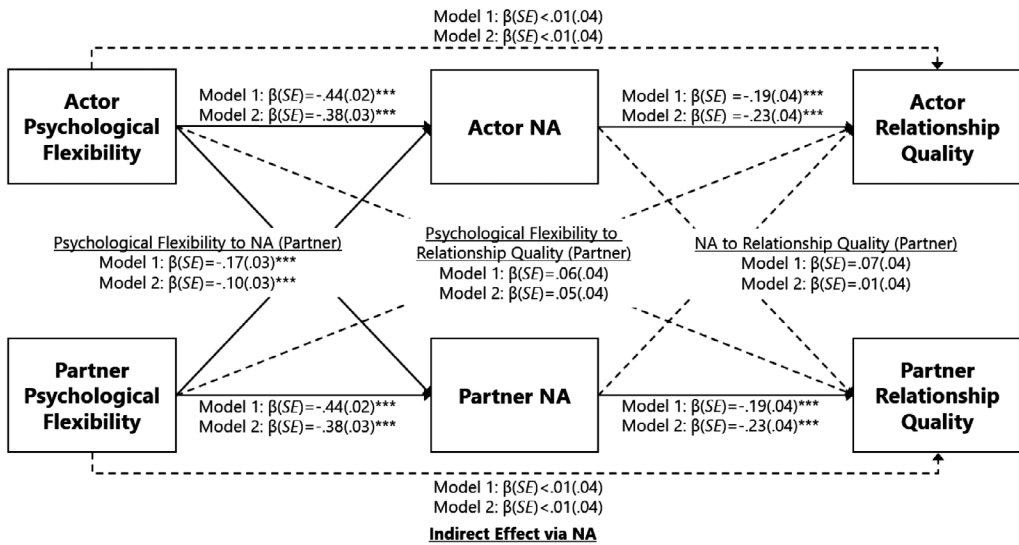 Model 1: β(SE)<.01(.04)
Model 2: β(SE)<.01(.04)
Actor
Psychological
Flexibility
Model 1: β(SE)=-.44(.02)***
Model 2: β(SE)=-.38(.03)***
Actor NA
Model 1: β(SE) =-.19(.04)***
Model 2: β(SE) =-.23(.04)***
Actor
Relationship
Quality
Psychological Flexibility to NA (Partner)
Model 1: β(SE)=-.17(.03)***
Model 2: β(SE)=-.10(.03)***
Psychological Flexibility to
Relationship Quality (Partner)
Model 1: β(SE)=.06(.04)
Model 2: β(SE)=.05(.04)
NA to Relationship Quality (Partner)
Model 1: β(SE)=.07(.04)
Model 2: β(SE)=.01(.04)
Partner
Psychological
Flexibility
Model 1: β(SE)=-.44(.02)***
Model 2: β(SE)=-.38(.03)***
Partner NA
Model 1: β(SE)=-.19(.04)***
Model 2: β(SE)=-.23(.04)***
Partner
Relationship
Quality
Model 1: β(SE)<.01(.04)
Model 2: β(SE)<.01(.04)
Indirect Effect via NA